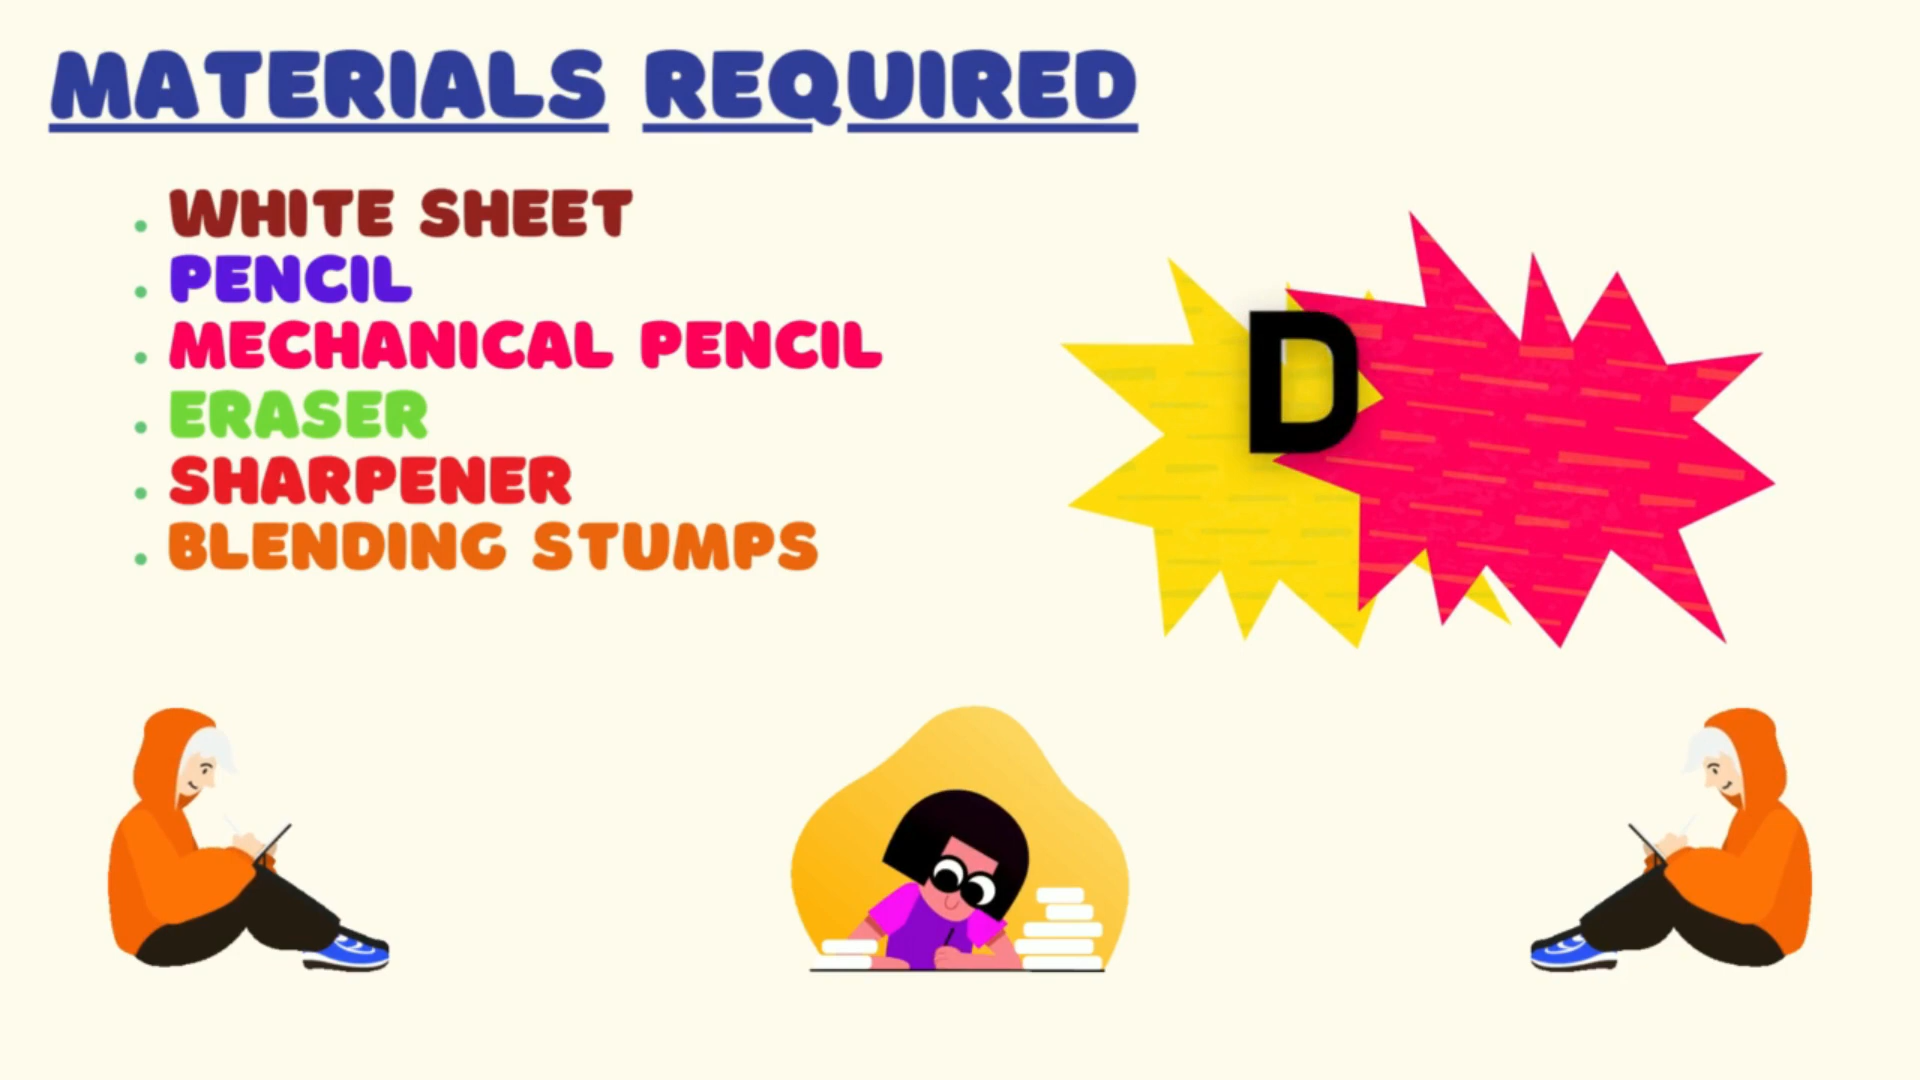 MATERIALS REQUIRED
• WHITE SHEET
• PENCIL
• MECHANICAL PENCIL
• ERASER
• SHARPENER
• BLENDING STUMPS
D